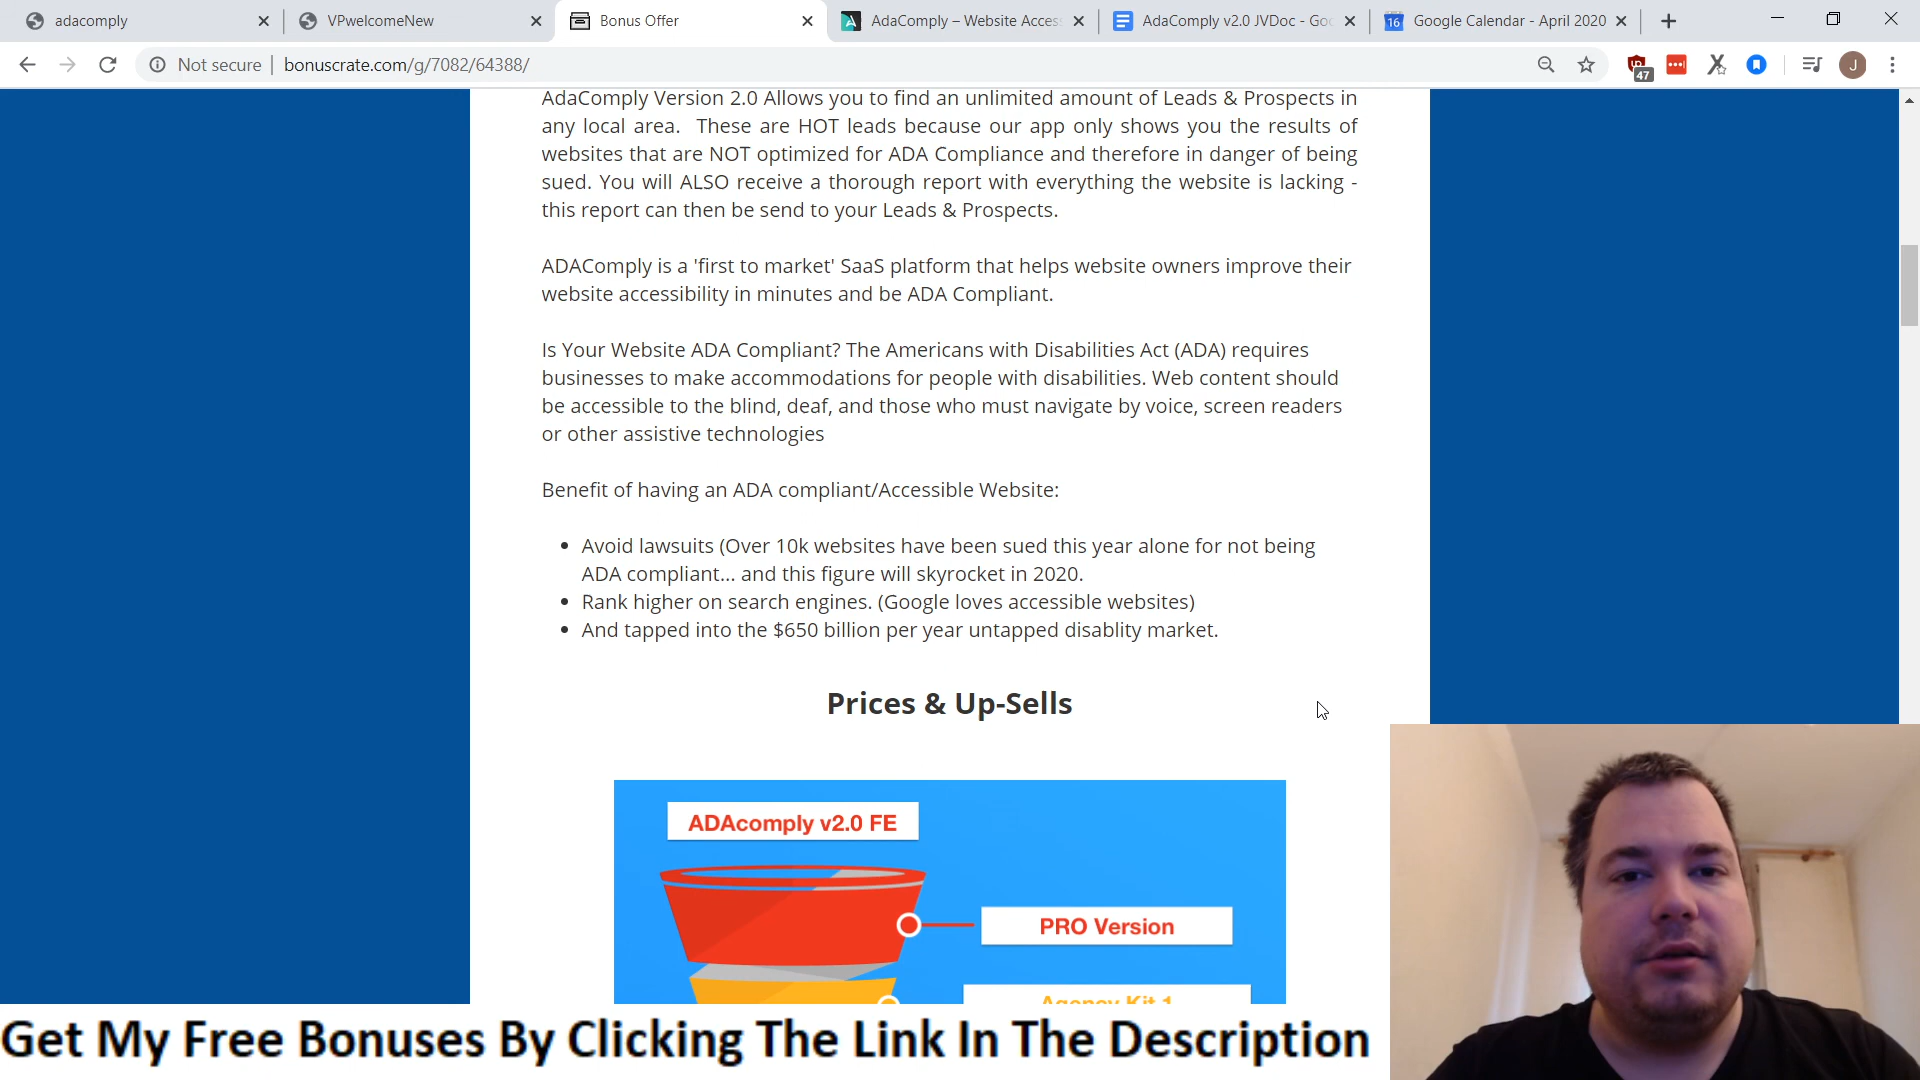 adacomply
VPwelcomeNew
Bonus Offer
AdaComply – Website Acces
AdaComply v2.0 JVDoc - Goo
16
Google Calendar - April 2020
Not secure
bonuscrate.com/g/7082/64388/
47
J
AdaComply Version 2.0 Allows you to find an unlimited amount of Leads & Prospects in
any local area. These are HOT leads because our app only shows you the results of
websites that are NOT optimized for ADA Compliance and therefore in danger of being
sued. You will ALSO receive a thorough report with everything the website is lacking -
this report can then be send to your Leads & Prospects.
ADAComply is a 'first to market' SaaS platform that helps website owners improve their
website accessibility in minutes and be ADA Compliant.
Is Your Website ADA Compliant? The Americans with Disabilities Act (ADA) requires
businesses to make accommodations for people with disabilities. Web content should
be accessible to the blind, deaf, and those who must navigate by voice, screen readers
or other assistive technologies
Benefit of having an ADA compliant/Accessible Website:
• Avoid lawsuits (Over 10k websites have been sued this year alone for not being
ADA compliant... and this figure will skyrocket in 2020.
• Rank higher on search engines. (Google loves accessible websites)
• And tapped into the $650 billion per year untapped disablity market.
Prices & Up-Sells
ADAcomply v2.0 FE
PRO Version
Agency Kit 1
Get My Free Bonuses By Clicking The Link In The Description